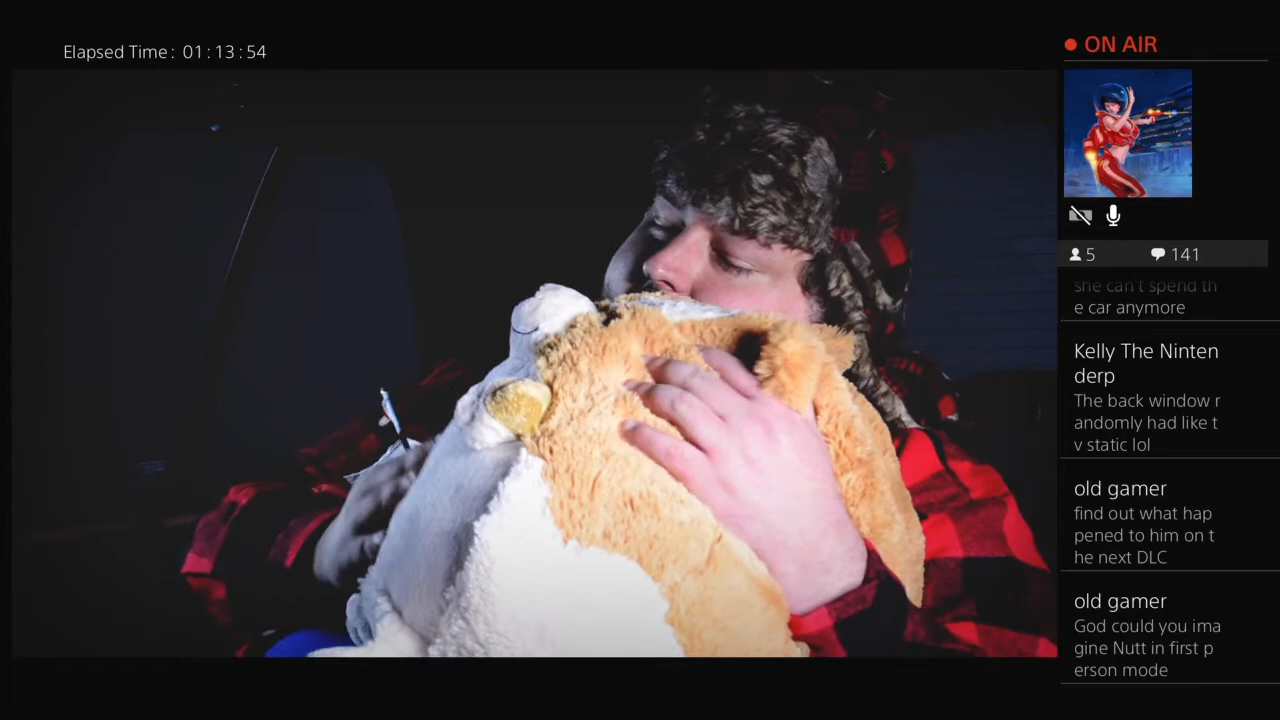 Elapsed Time: 01:13:54
ON AIR
5 141
she can't spend th
e car anymore
Kelly The Ninten
derp
The back window r
andomly had like t
v static lol
old gamer
find out what hap
pened to him on t
he next DLC
old gamer
God could you ima
gine Nutt in first p
erson mode